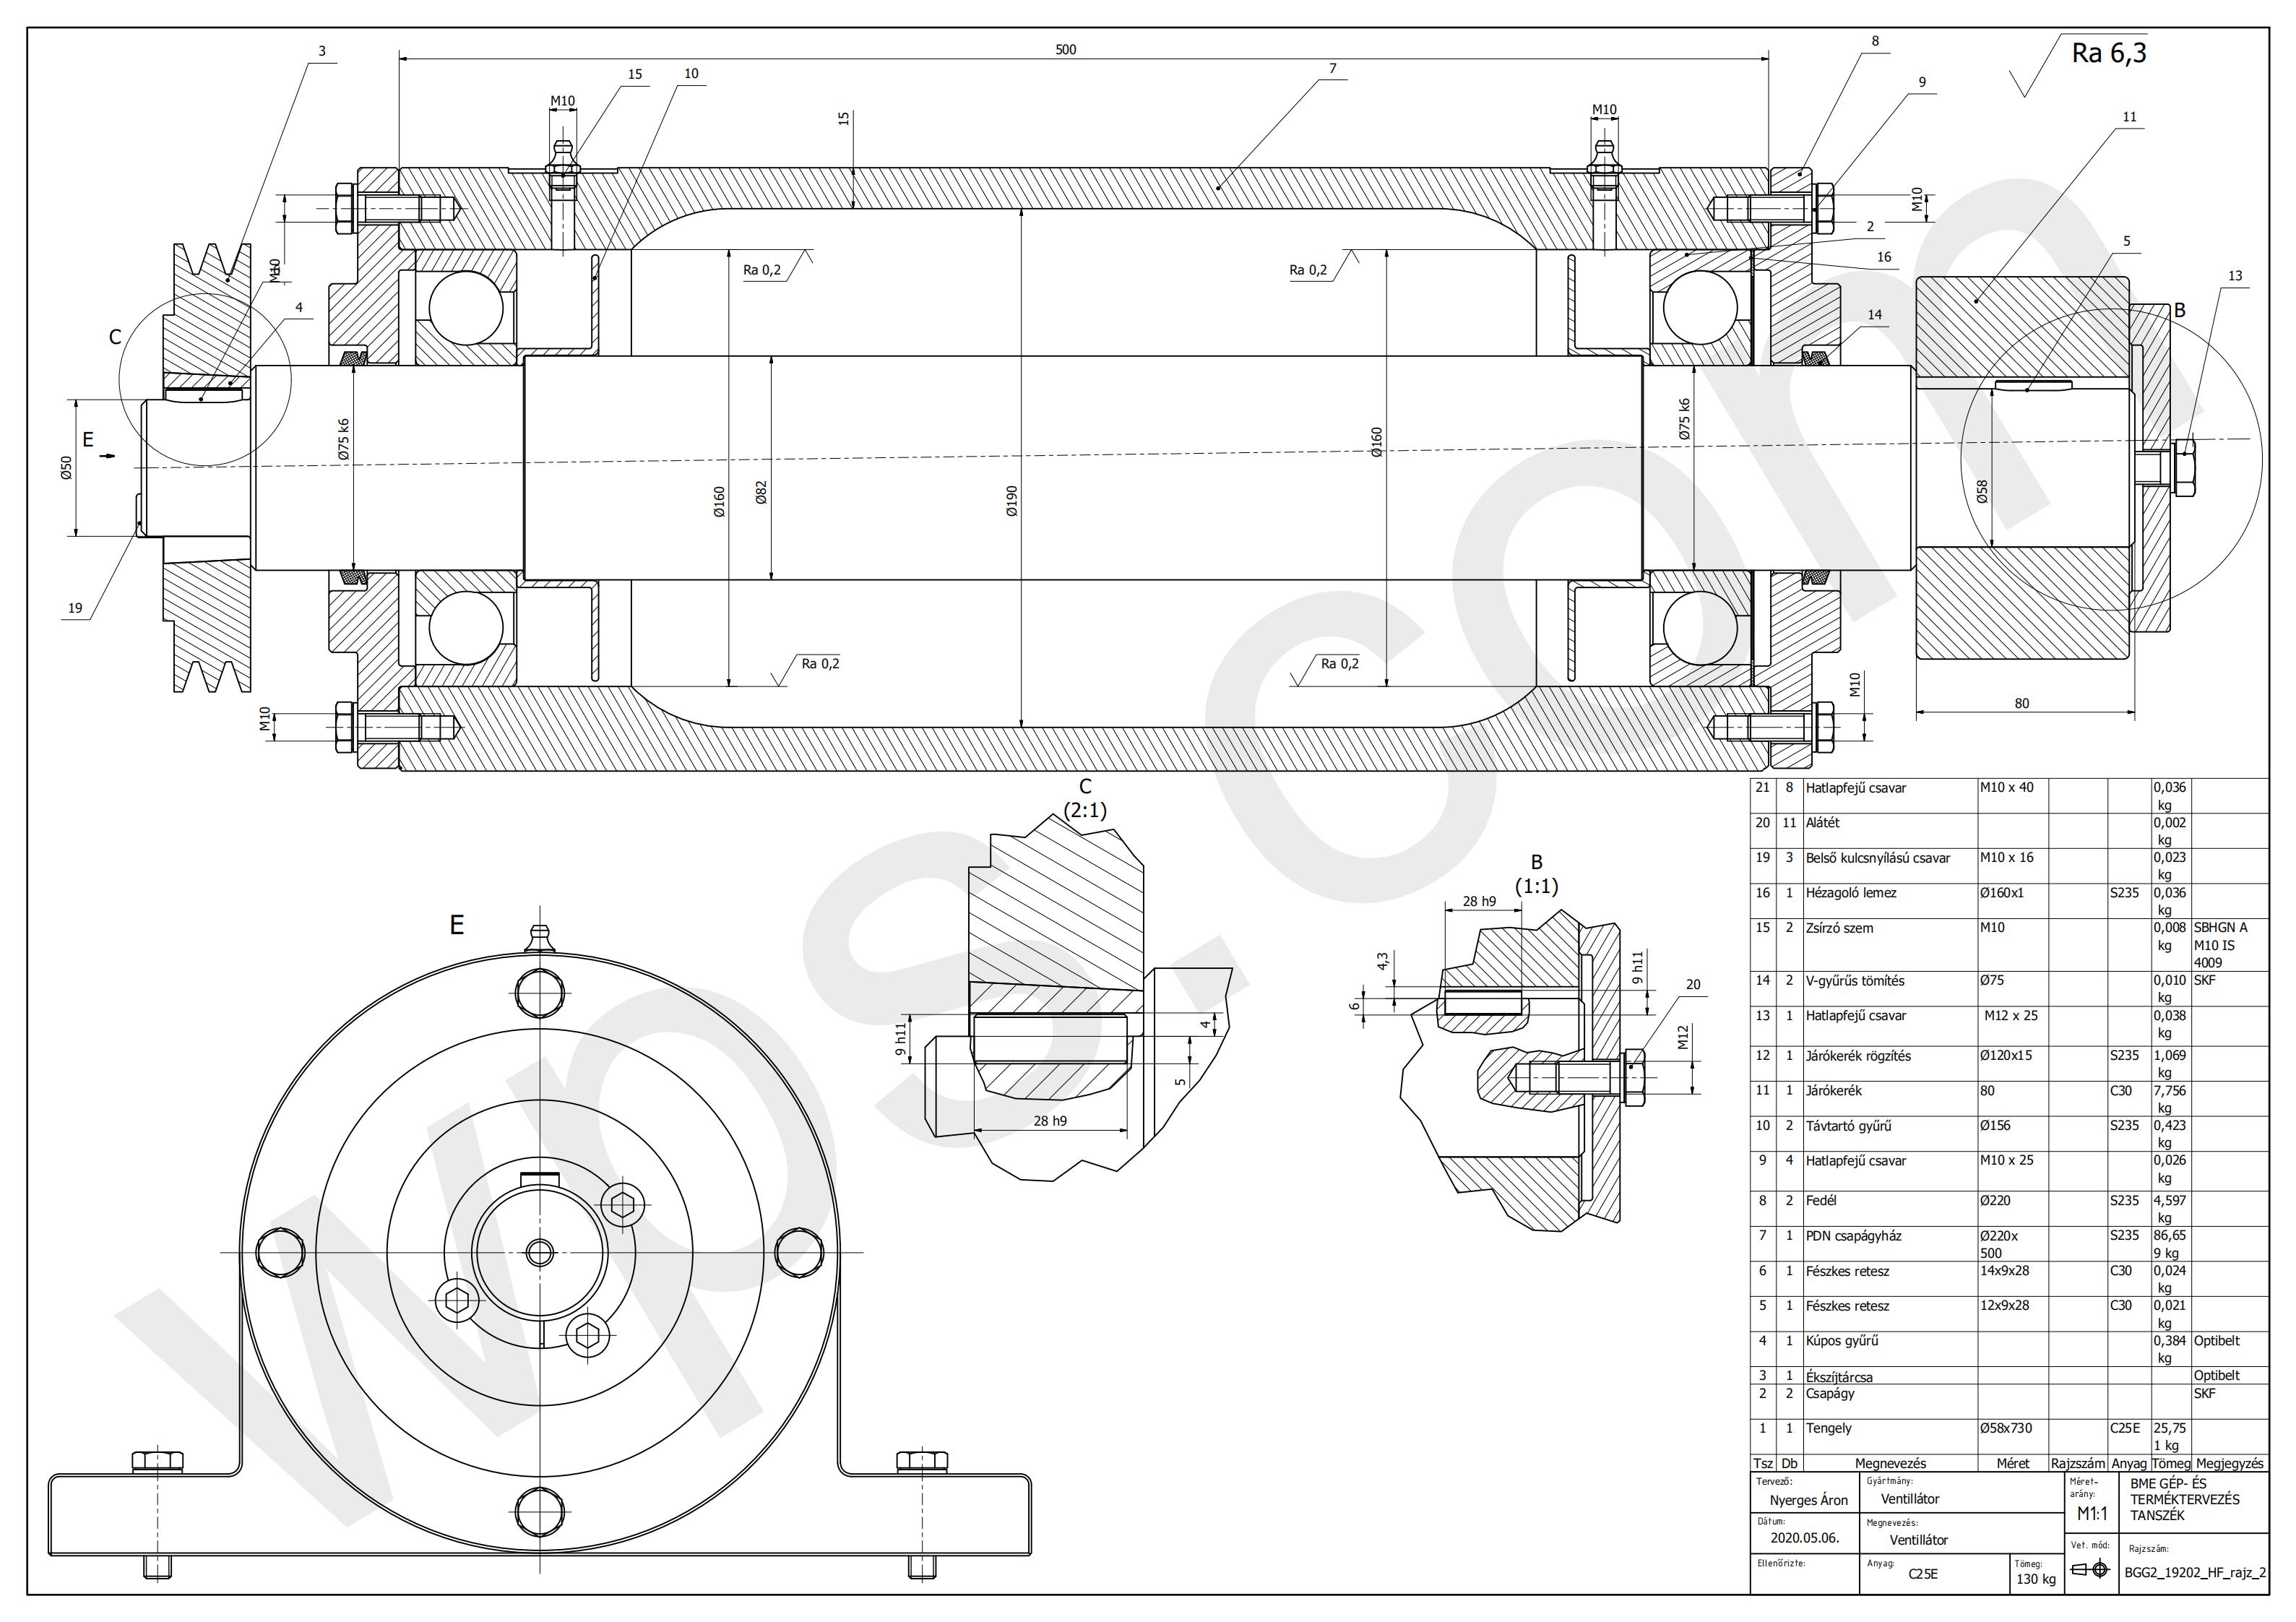 3
500
15
10
7
8
Ra 6,3
9
11
M10
15
M10
M10
2
5
16
13
Ra 0,2
Ra 0,2
4
14
B
C
E
Ø50
Ø75 k6
Ø160
Ø82
Ø190
Ø160
Ø75 k6
Ø58
19
Ra 0,2
Ra 0,2
M10
M10
80
C
(2:1)
B
(1:1)
28 h9
4,3
6
9 h11
20
M12
9 h11
4
5
28 h9
E
wps.com
21 8 Hatlapfejű csavar M10 x 40 0,036
kg
20 11 Alátét 0,002
kg
19 3 Belső kulcsnyílású csavar M10 x 16 0,023
kg
16 1 Hézagoló lemez Ø160x1 S235 0,036
kg
15 2 Zsírzó szem M10 0,008 SBHGN A
kg M10 IS
4009
14 2 V-gyűrűs tömítés Ø75 0,010 SKF
kg
13 1 Hatlapfejű csavar M12 x 25 0,038
kg
12 1 Járókerék rögzítés Ø120x15 S235 1,069
kg
11 1 Járókerék 80 C30 7,756
kg
10 2 Távtartó gyűrű Ø156 S235 0,423
kg
9 4 Hatlapfejű csavar M10 x 25 0,026
kg
8 2 Fedél Ø220 S235 4,597
kg
7 1 PDN csapágyház Ø220x S235 86,65
500 9 kg
6 1 Fészkes retesz 14x9x28 C30 0,024
kg
5 1 Fészkes retesz 12x9x28 C30 0,021
kg
4 1 Kúpos gyűrű 0,384 Optibelt
kg
3 1 Ékszíjtárcsa Optibelt
2 2 Csapágy SKF
1 1 Tengely Ø58x730 C25E 25,75
1 kg
Tsz Db Megnevezés Méret Rajzszám Anyag Tömeg Megjegyzés
Tervező:
Nyerges Áron
Gyártmány:
Ventillátor
Méret-
arány:
M1:1
BME GÉP- ÉS
TERMÉKTERVEZÉS
TANSZÉK
Dátum:
2020.05.06.
Megnevezés:
Ventillátor
Vet. mód:
Rajzszám:
BGG2_19202_HF_rajz_2
Ellenőrizte:
Anyag:
C25E
Tömeg:
130 kg